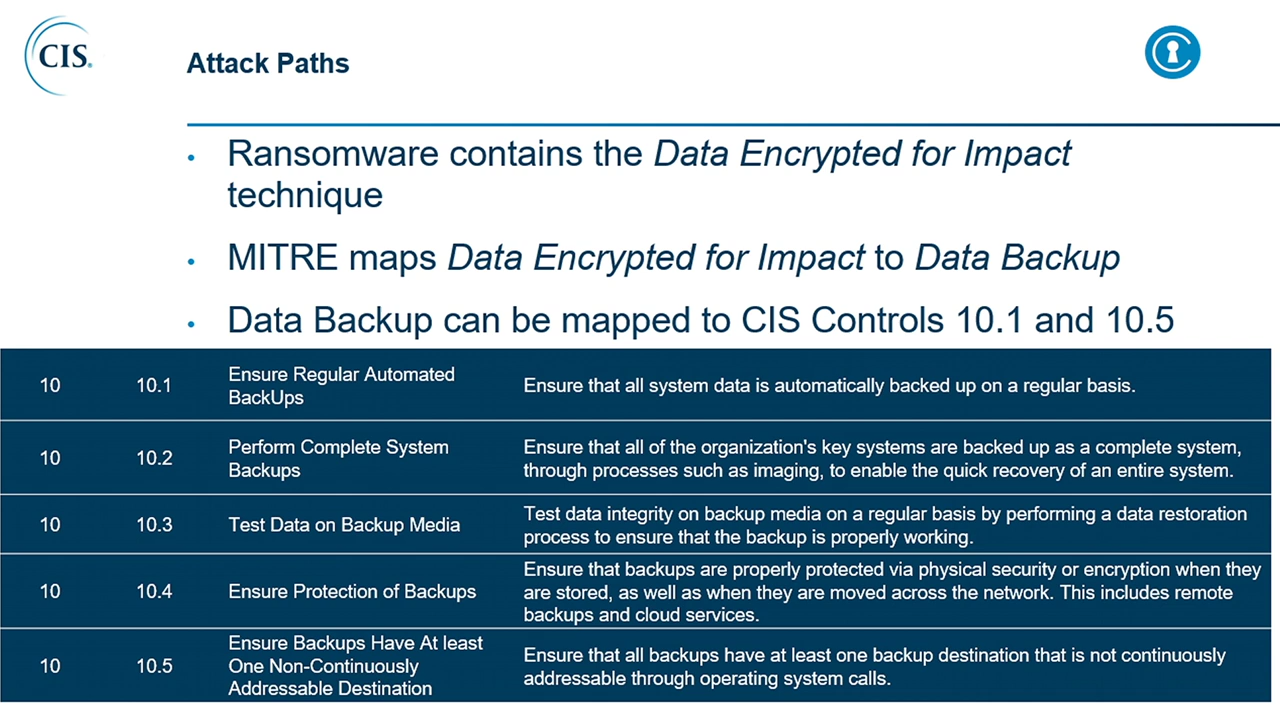 CIS.
Attack Paths
• Ransomware contains the Data Encrypted for Impact
technique
• MITRE maps Data Encrypted for Impact to Data Backup
• Data Backup can be mapped to CIS Controls 10.1 and 10.5
10 10.1 Ensure Regular Automated BackUps Ensure that all system data is automatically backed up on a regular basis.
10 10.2 Perform Complete System Backups Ensure that all of the organization's key systems are backed up as a complete system,
through processes such as imaging, to enable the quick recovery of an entire system.
10 10.3 Test Data on Backup Media Test data integrity on backup media on a regular basis by performing a data restoration
process to ensure that the backup is properly working.
10 10.4 Ensure Protection of Backups Ensure that backups are properly protected via physical security or encryption when they
are stored, as well as when they are moved across the network. This includes remote
backups and cloud services.
10 10.5 Ensure Backups Have At least
One Non-Continuously
Addressable Destination
Ensure that all backups have at least one backup destination that is not continuously
addressable through operating system calls.